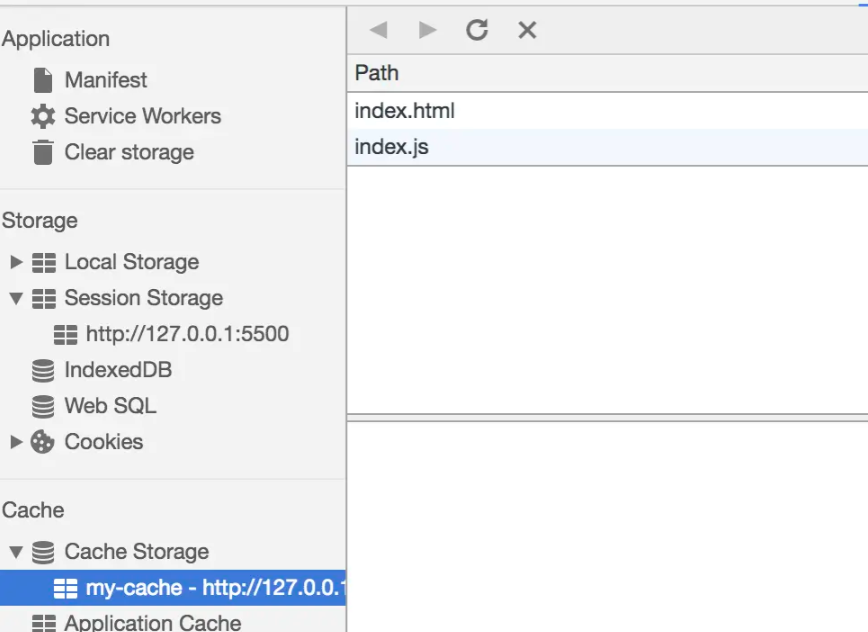 Application
Manifest
Service Workers
Clear storage
Storage
Local Storage
Session Storage
http://127.0.0.1:5500
IndexedDB
Web SQL
Cookies
Cache
Cache Storage
my-cache - http://127.0.0.1
Application Cache
Path
index.html
index.js